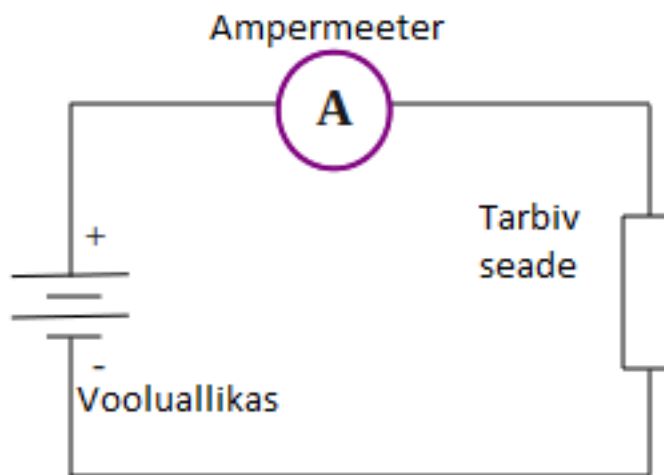 Ampermeeter
A
Tarbiv
seade
+
-
Vooluallikas